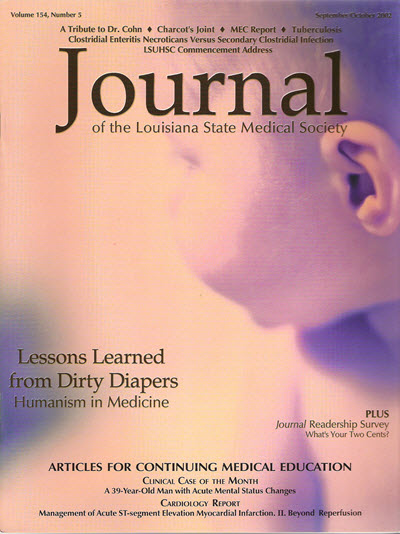 Volume 154, Number 5
September/October 2002
A Tribute to Dr. Cohn ♦ Charcot's Joint ♦ MEC Report ♦ Tuberculosis
Clostridial Enteritis Necroticans Versus Secondary Clostridial Infection
LSUHSC Commencement Address
Journal
of the Louisiana State Medical Society
Lessons Learned
from Dirty Diapers
Humanism in Medicine
PLUS
Journal Readership Survey
What's Your Two Cents?
ARTICLES FOR CONTINUING MEDICAL EDUCATION
CLINICAL CASE OF THE MONTH
A 39-Year-Old Man with Acute Mental Status Changes
CARDIOLOGY REPORT
Management of Acute ST-segment Elevation Myocardial Infarction. II. Beyond Reperfusion